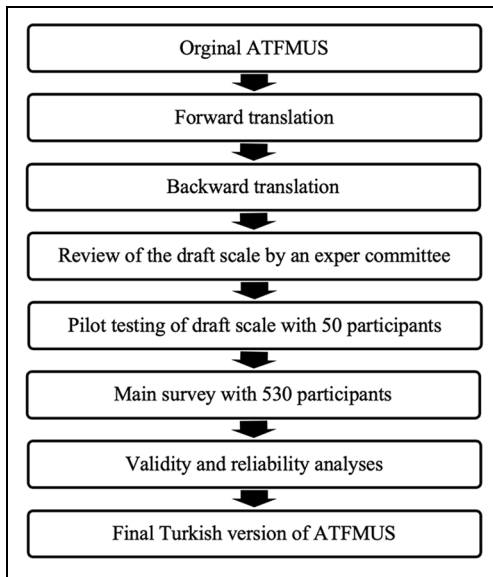 Orginal ATFMUS
Forward translation
Backward translation
Review of the draft scale by an exper committee
Pilot testing of draft scale with 50 participants
Main survey with 530 participants
Validity and reliability analyses
Final Turkish version of ATFMUS